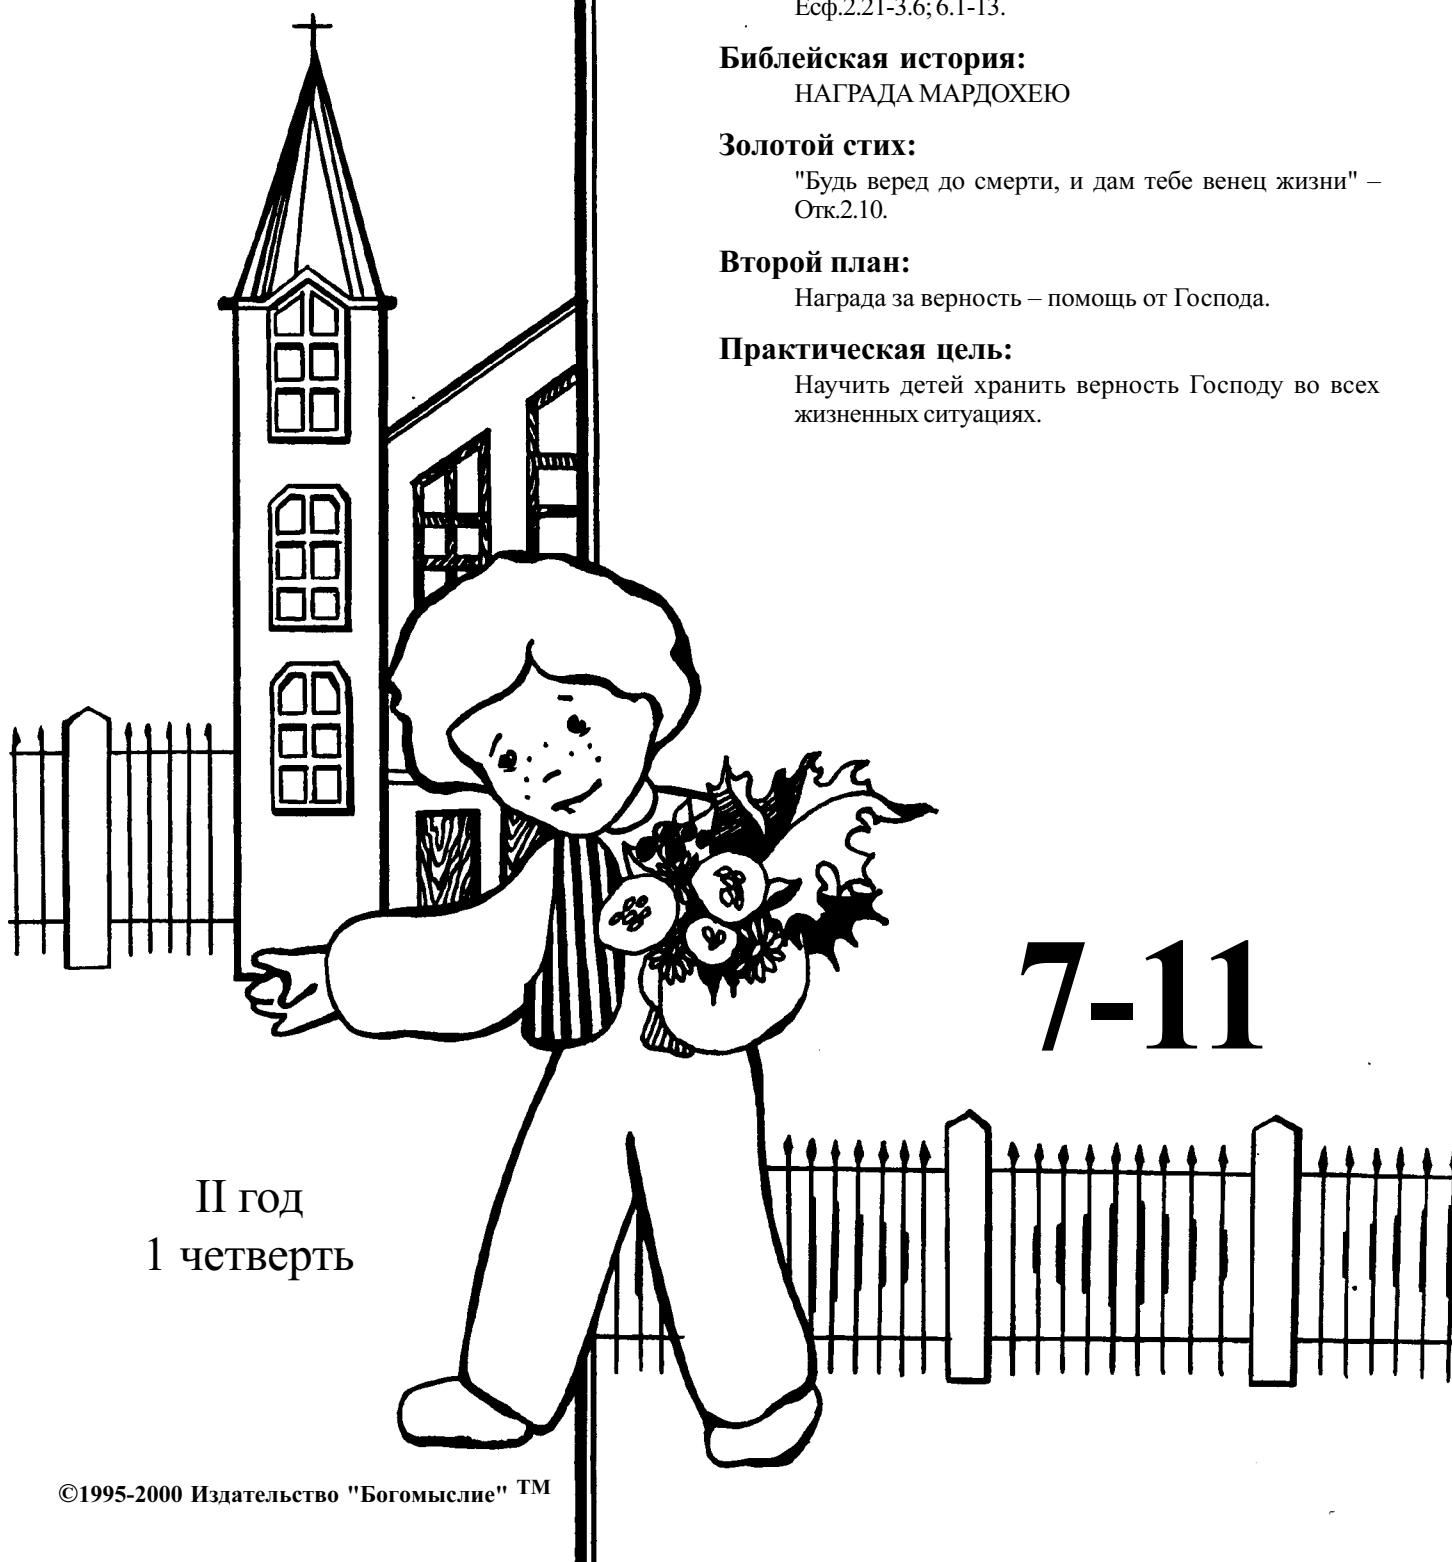 Есф.2.21-3.6; 6.1-13.
Библейская история:
НАГРАДА МАРДОХЕЮ
Золотой стих:
"Будь веред до смерти, и дам тебе венец жизни" –
Отк.2.10.
Второй план:
Награда за верность – помощь от Господа.
Практическая цель:
Научить детей хранить верность Господу во всех
жизненных ситуациях.
7-11
II год
1 четверть
©1995-2000 Издательство "Богомыслие" ТМ